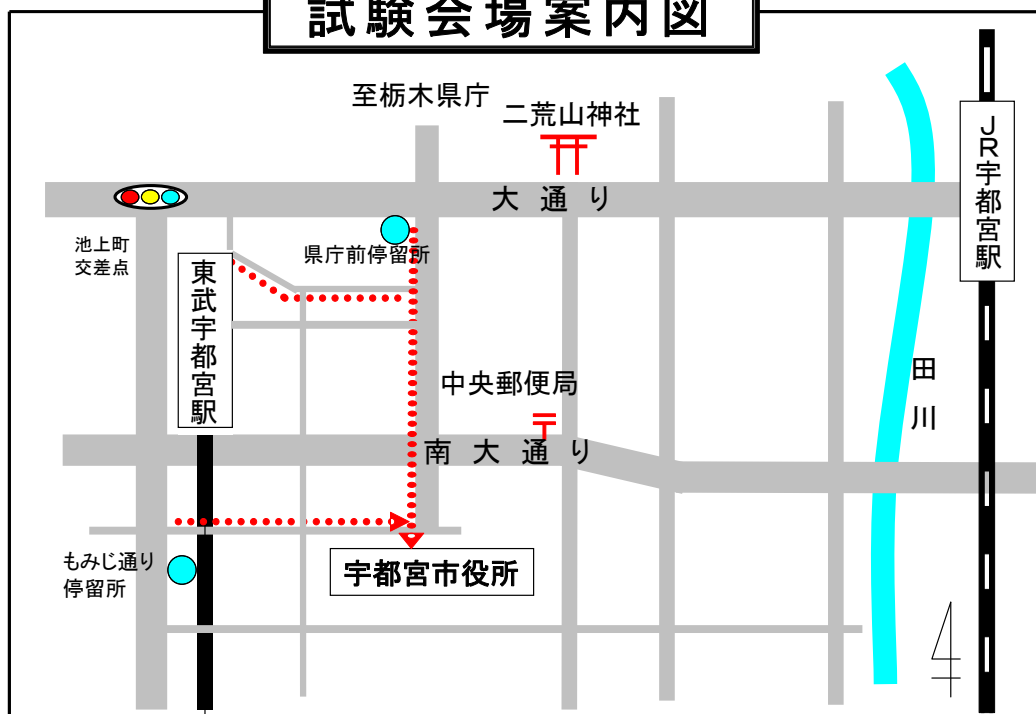 試験会場案内図
至栃木県庁
二荒山神社
大通り
JR宇都宮駅
池上町
交差点
県庁前停留所
東武宇都宮駅
中央郵便局
田川
南大通り
もみじ通り
停留所
宇都宮市役所